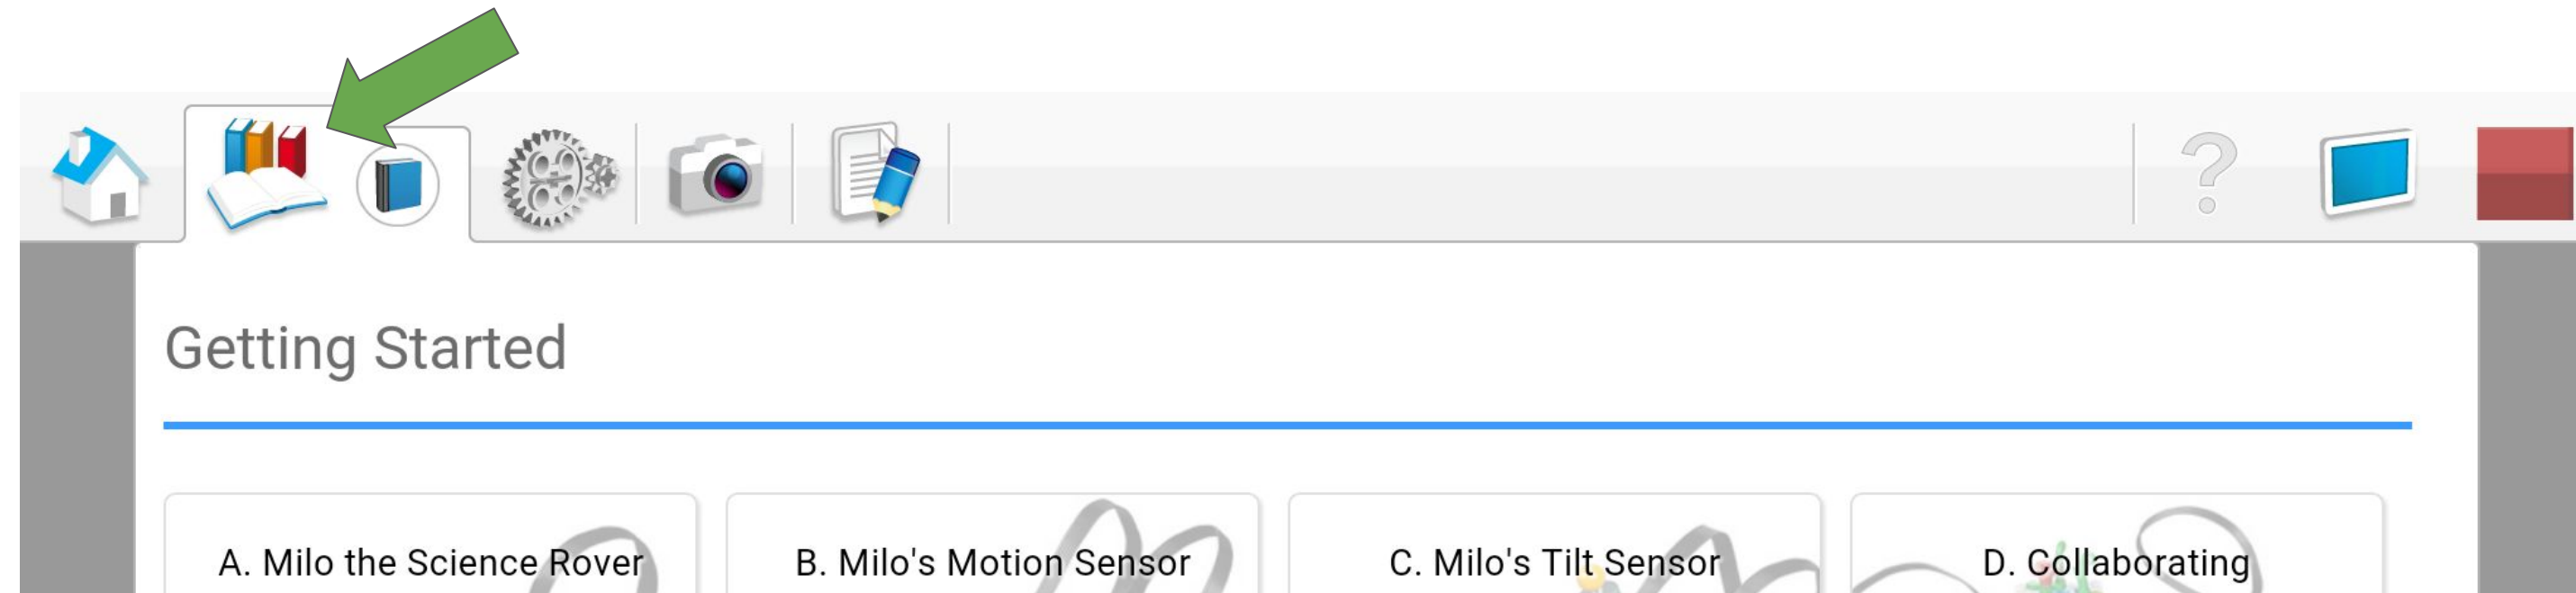 Getting Started
A. Milo the Science Rover
B. Milo's Motion Sensor
C. Milo's Tilt Sensor
D. Collaborating